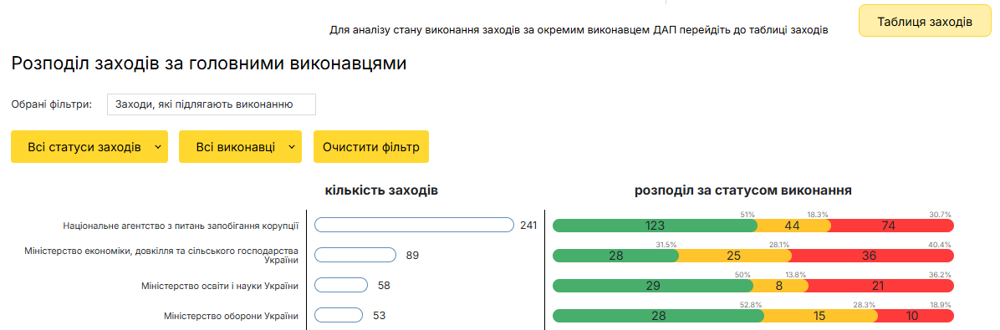 Для аналізу стану виконання заходів за окремим виконавцем ДАП перейдіть до таблиці заходів
Таблиця заходів
Розподіл заходів за головними виконавцями
Обрані фільтри: Заходи, які підлягають виконанню
Всі статуси заходів Всі виконавці Очистити фільтр
кількість заходів розподіл за статусом виконання
51% 18.3% 30.7%
Національне агентство з питань запобігання корупції 241 123 44 74
31.5% 28.1% 40.4%
Міністерство економіки, довкілля та сільського господарства
України
89 28 25 36
50% 13.8% 36.2%
Міністерство освіти і науки України 58 29 8 21
52.8% 28.3% 18.9%
Міністерство оборони України 53 28 15 10